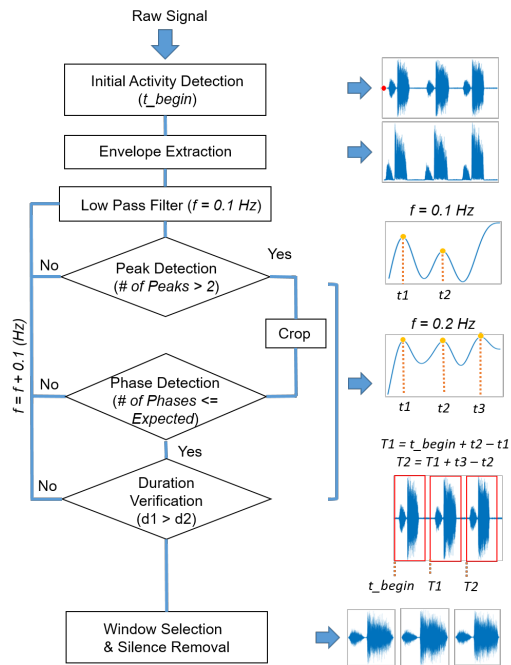 Raw Signal
Initial Activity Detection
(t_begin)
Envelope Extraction
Low Pass Filter (f = 0.1 Hz)
No
Yes
Peak Detection
(# of Peaks > 2)
Crop
f = f + 0.1 (Hz)
No
Phase Detection
(# of Phases <=
Expected)
Yes
No
Duration
Verification
(d1 > d2)
Window Selection
& Silence Removal
f = 0.1 Hz
t1 t2
f = 0.2 Hz
t1 t2 t3
T1 = t_begin + t2 – t1
T2 = T1 + t3 – t2
t_begin T1 T2